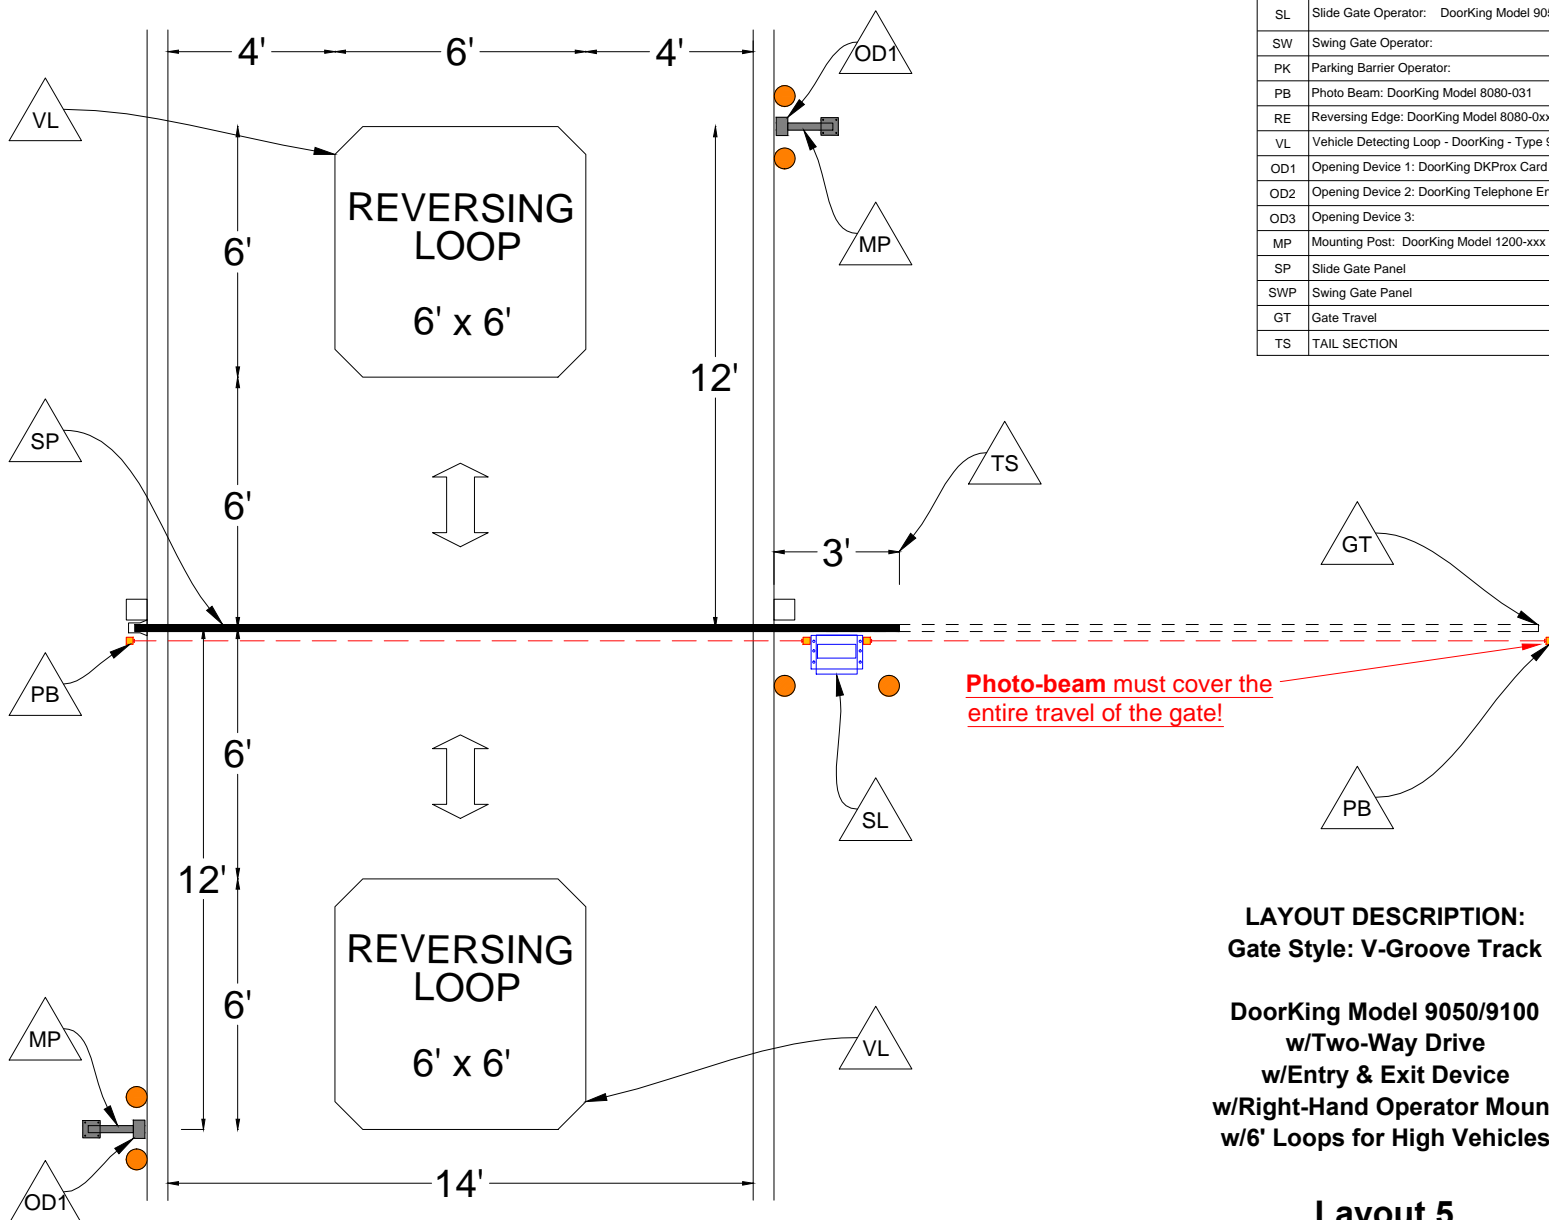 4'
6'
4'
OD1
VL
REVERSING
LOOP
6' x 6'
6'
MP
12'
SP
6'
TS
3'
GT
PB
Photo-beam must cover the
entire travel of the gate!
6'
SL
PB
12'
REVERSING
LOOP
6' x 6'
6'
MP
VL
OD1
14'
SL Slide Gate Operator: DoorKing Model
SW Swing Gate Operator:
PK Parking Barrier Operator:
PB Photo Beam: DoorKing Model 8080-031
RE Reversing Edge: DoorKing Model 8080-0xx
VL Vehicle Detecting Loop - DoorKing - Type
OD1 Opening Device 1: DoorKing DKProx Card
OD2 Opening Device 2: DoorKing Telephone
OD3 Opening Device 3:
MP Mounting Post: DoorKing Model 1200-xxx
SP Slide Gate Panel
SWP Swing Gate Panel
GT Gate Travel
TS TAIL SECTION
LAYOUT DESCRIPTION:
Gate Style: V-Groove Track
DoorKing Model 9050/9100
w/Two-Way Drive
w/Entry & Exit Device
w/Right-Hand Operator Moun
w/6' Loops for High Vehicles
Layout 5